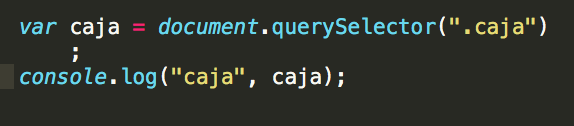 var caja = document.querySelector(".caja")
;
console.log("caja", caja);